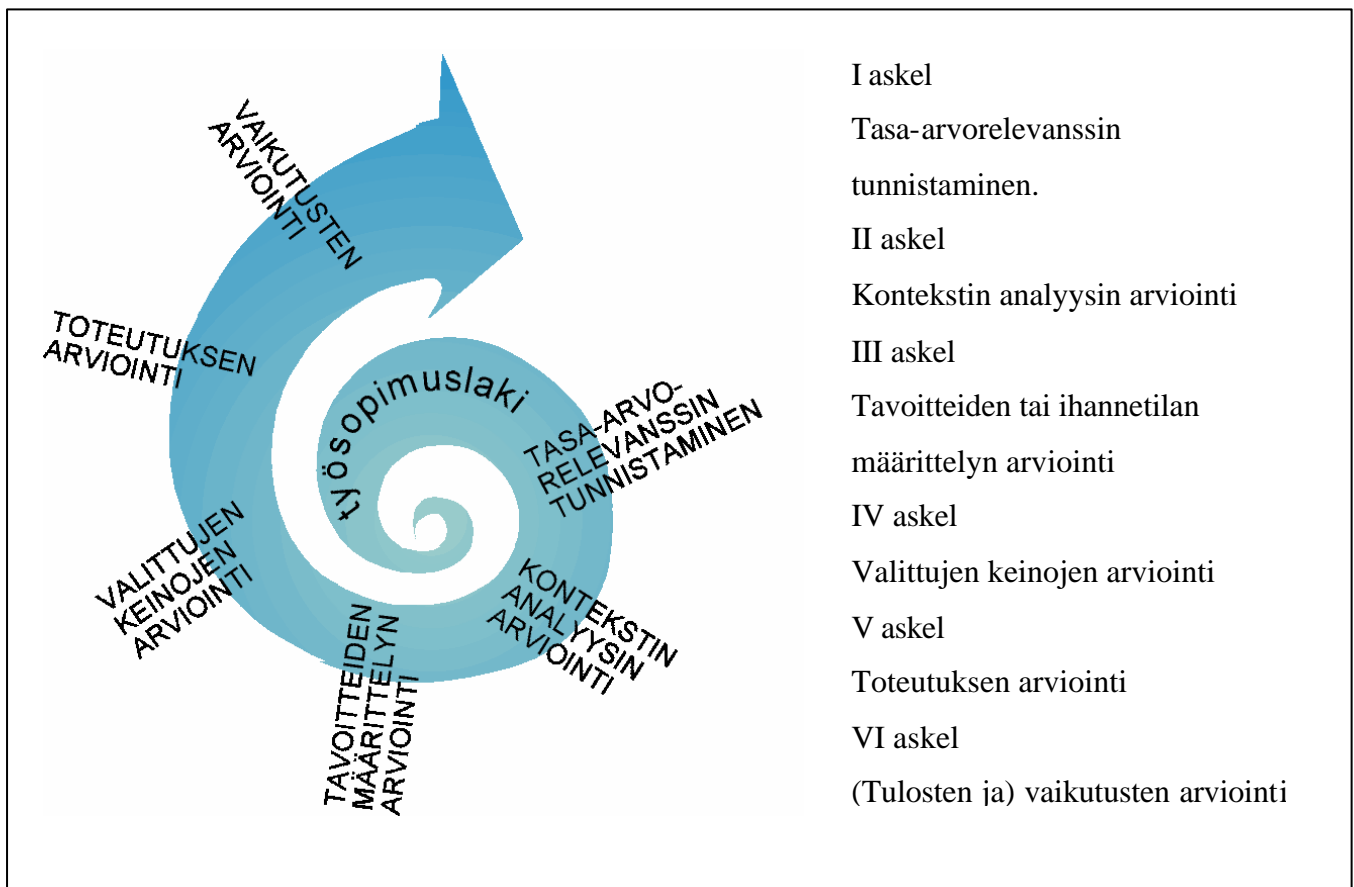 VAIKUTUSTEN
ARVIOINTI
TOTEUTUKSEN
ARVIOINTI
VALITTUJEN
KEINOJEN
ARVIOINTI
TAVOITTEIDEN
MÄÄRITTELYN
ARVIOINTI
KONTEKSTIN
ANALYYSIN
ARVIOINTI
TASA-ARVO-
RELEVANSSIN
TUNNISTAMINEN
työsopimuslaki
I askel
Tasa-arvorelevanssin
tunnistaminen.
II askel
Kontekstin analyysin arviointi
III askel
Tavoitteiden tai ihannetilan
määrittelyn arviointi
IV askel
Valittujen keinojen arviointi
V askel
Toteutuksen arviointi
VI askel
(Tulosten ja) vaikutusten arviointi